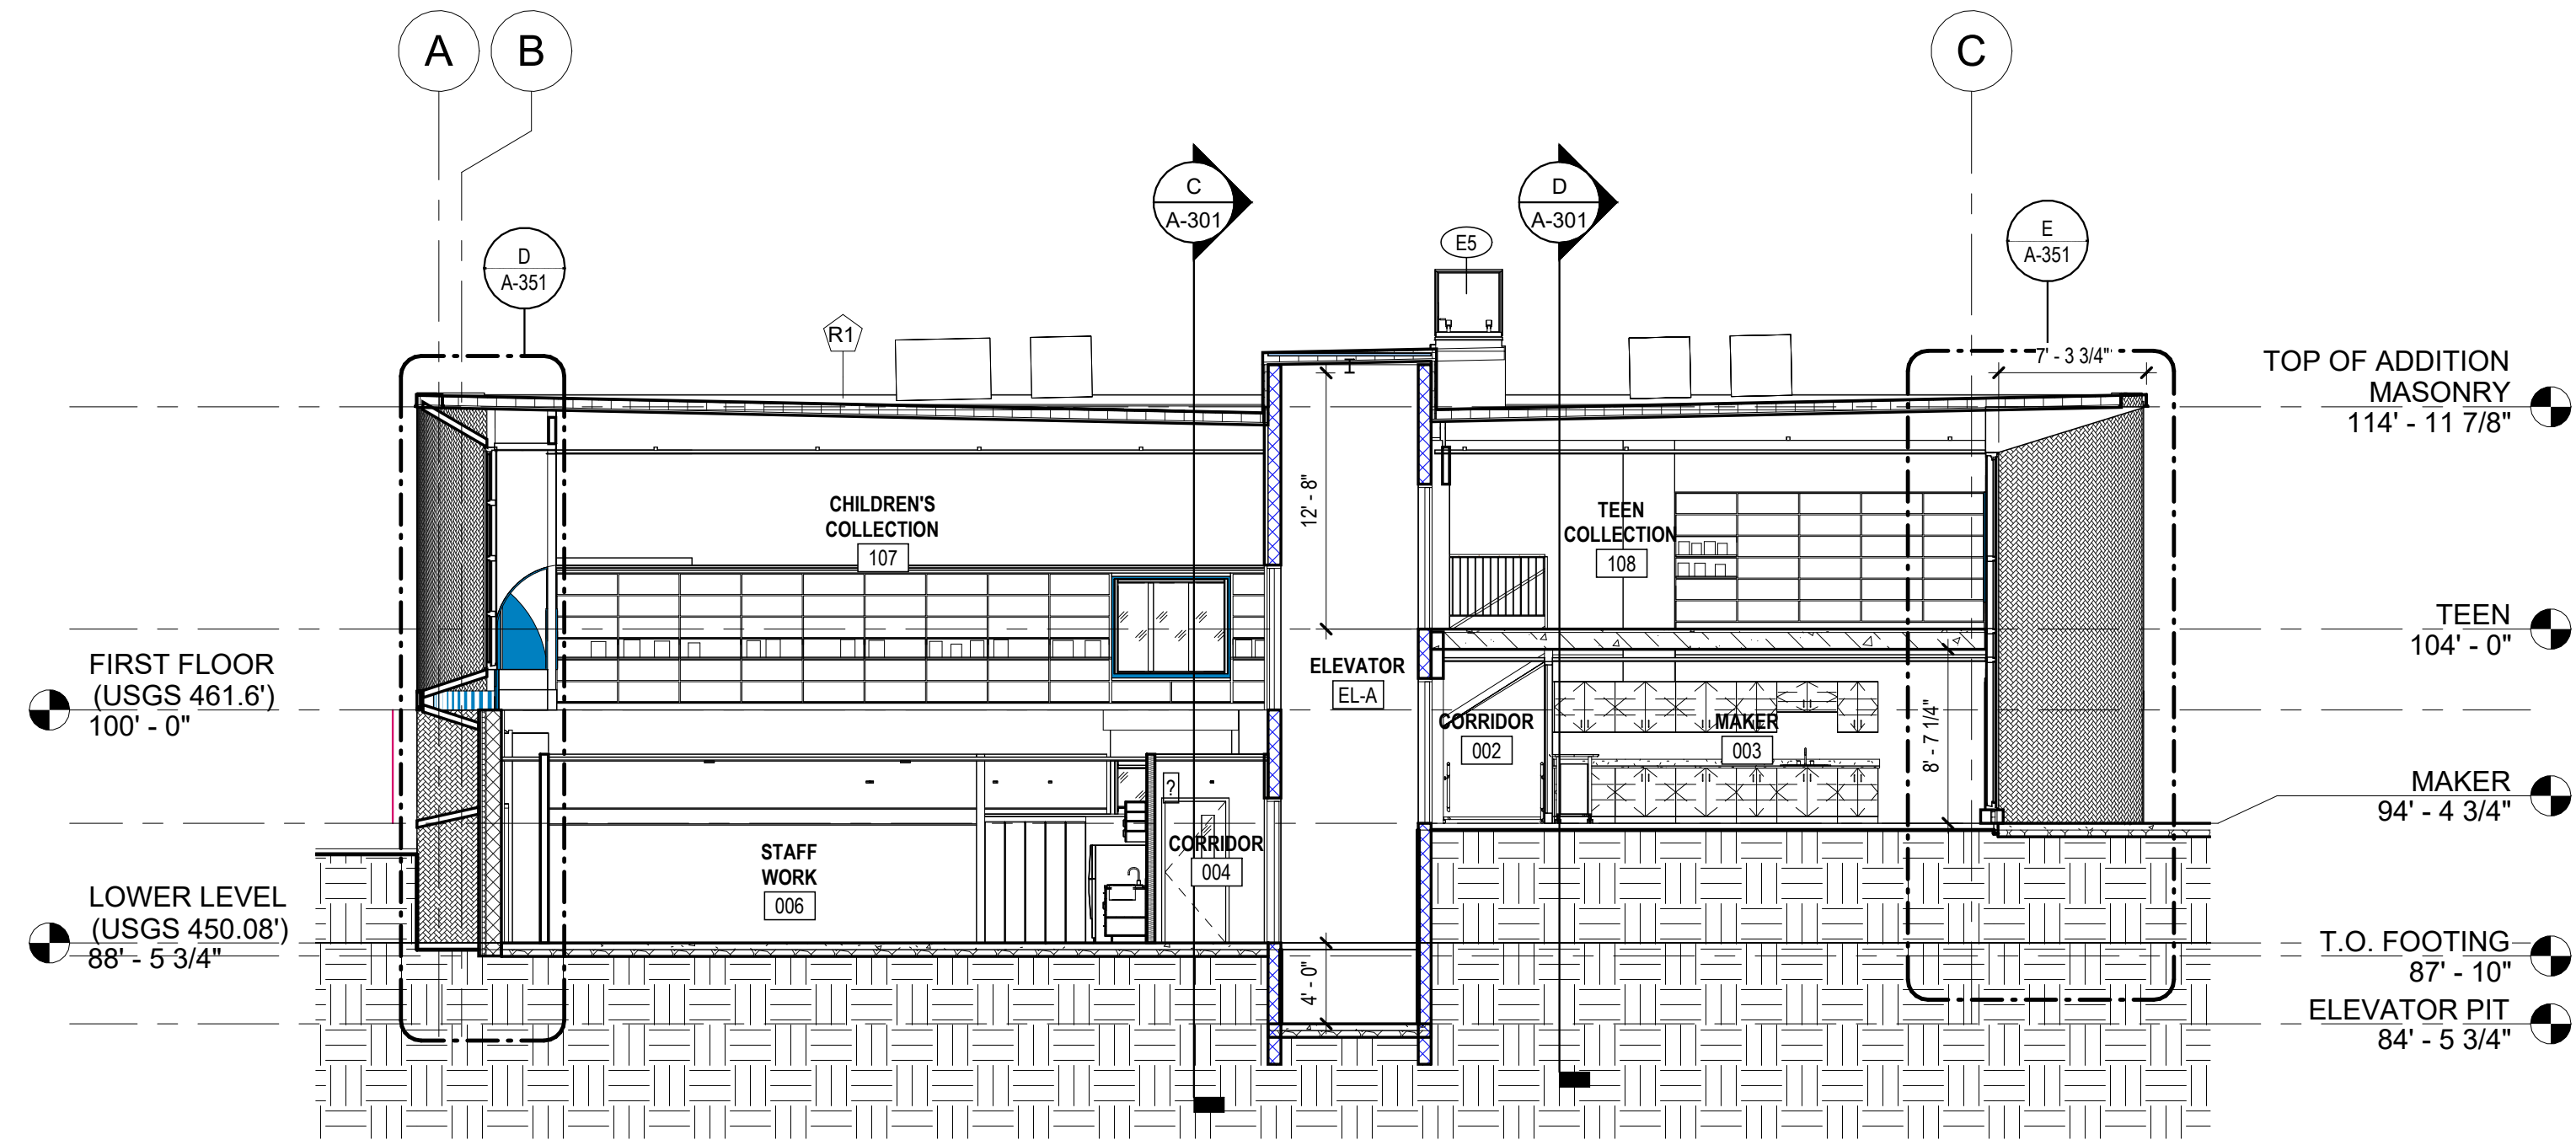 A
B
C
C
A-301
D
A-301
D
A-351
E5
E
A-351
R1
7' - 3 3/4"
TOP OF ADDITION
MASONRY
114' - 11 7/8"
CHILDREN'S
COLLECTION
107
12' - 8"
TEEN
COLLECTION
108
TEEN
104' - 0"
FIRST FLOOR
(USGS 461.6')
100' - 0"
ELEVATOR
EL-A
CORRIDOR
002
MAKER
003
8' - 7 1/4"
MAKER
94' - 4 3/4"
?
STAFF
WORK
006
CORRIDOR
004
LOWER LEVEL
(USGS 450.08')
88' - 5 3/4"
4' - 0"
T.O. FOOTING
87' - 10"
ELEVATOR PIT
84' - 5 3/4"